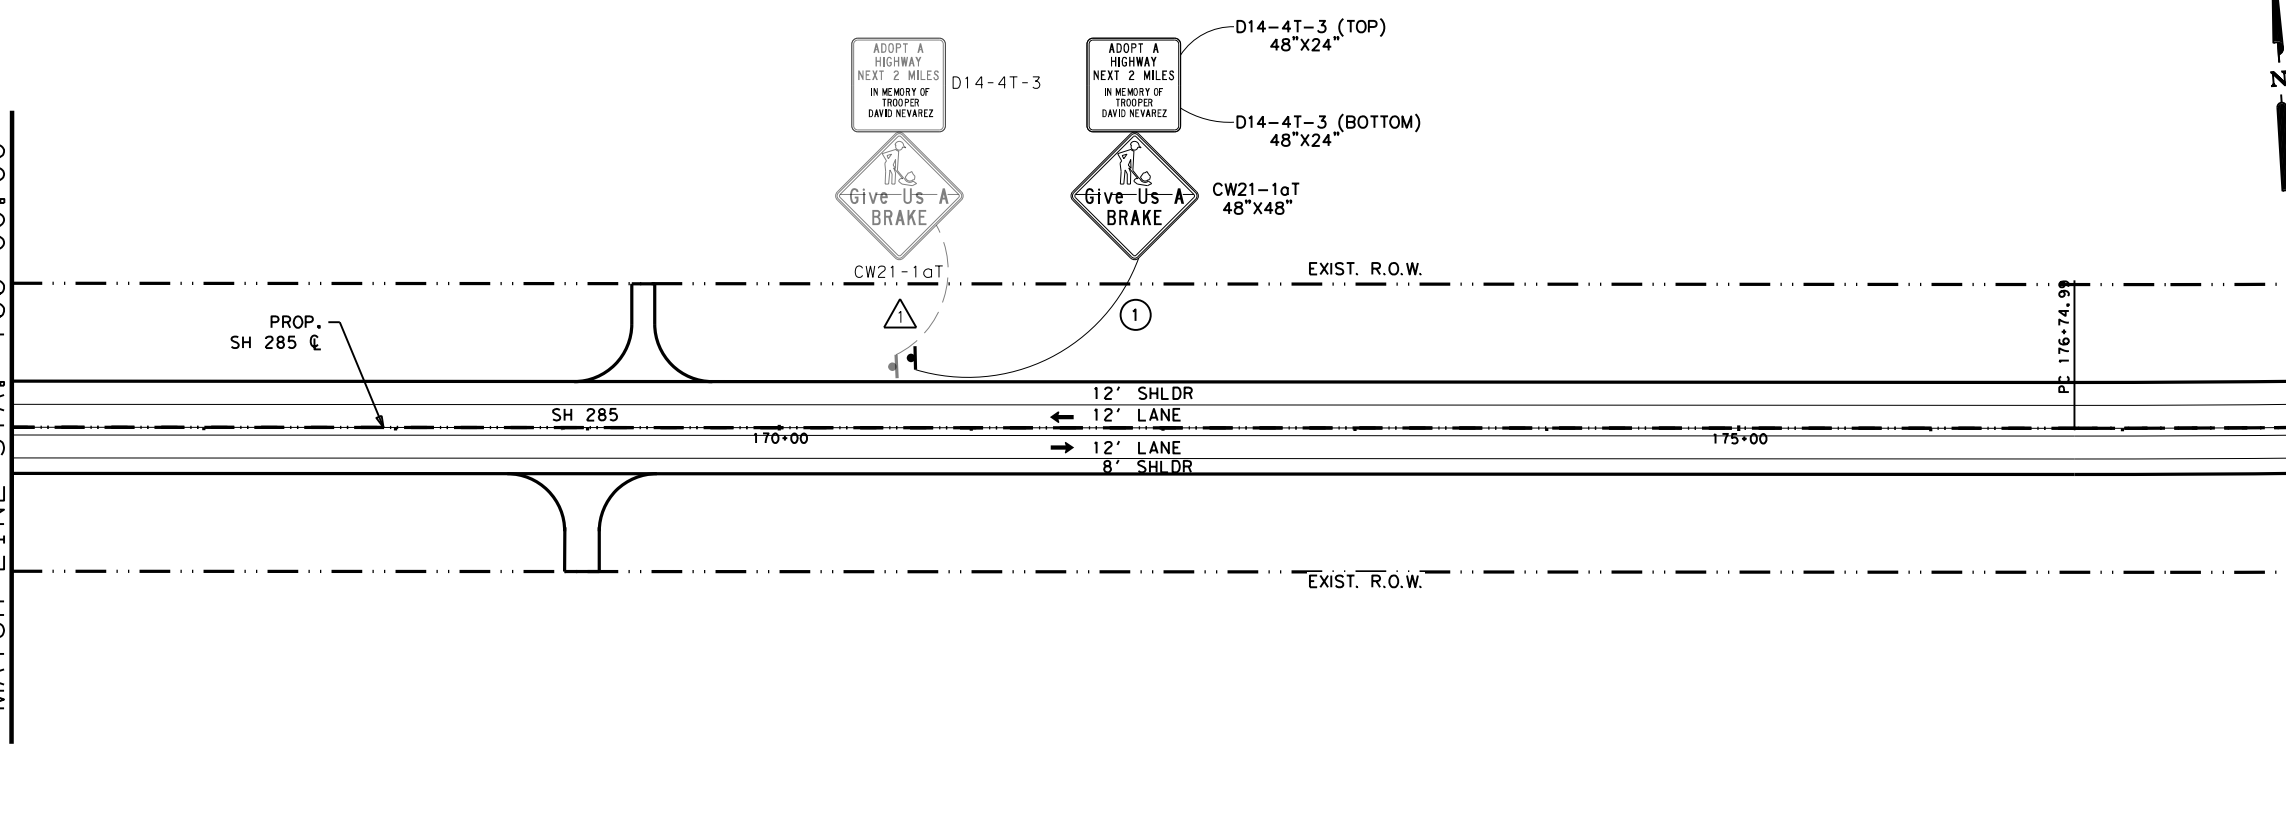 D14-4T-3 (TOP)
48"X24"
ADOPT A
HIGHWAY
NEXT 2 MILES
IN MEMORY OF
TROOPER
DAVID NEVAREZ
D14-4T-3
ADOPT A
HIGHWAY
NEXT 2 MILES
IN MEMORY OF
TROOPER
DAVID NEVAREZ
D14-4T-3 (BOTTOM)
48"X24"
N
Give Us A
BRAKE
CW21-1aT
Give Us A
BRAKE
CW21-1aT
48"X48"
EXIST. R.O.W.
1
1
PROP.
SH 285 ℄
PC 176+74.99
12' SHLDR
SH 285
12' LANE
170+00
175+00
12' LANE
8' SHLDR
EXIST. R.O.W.